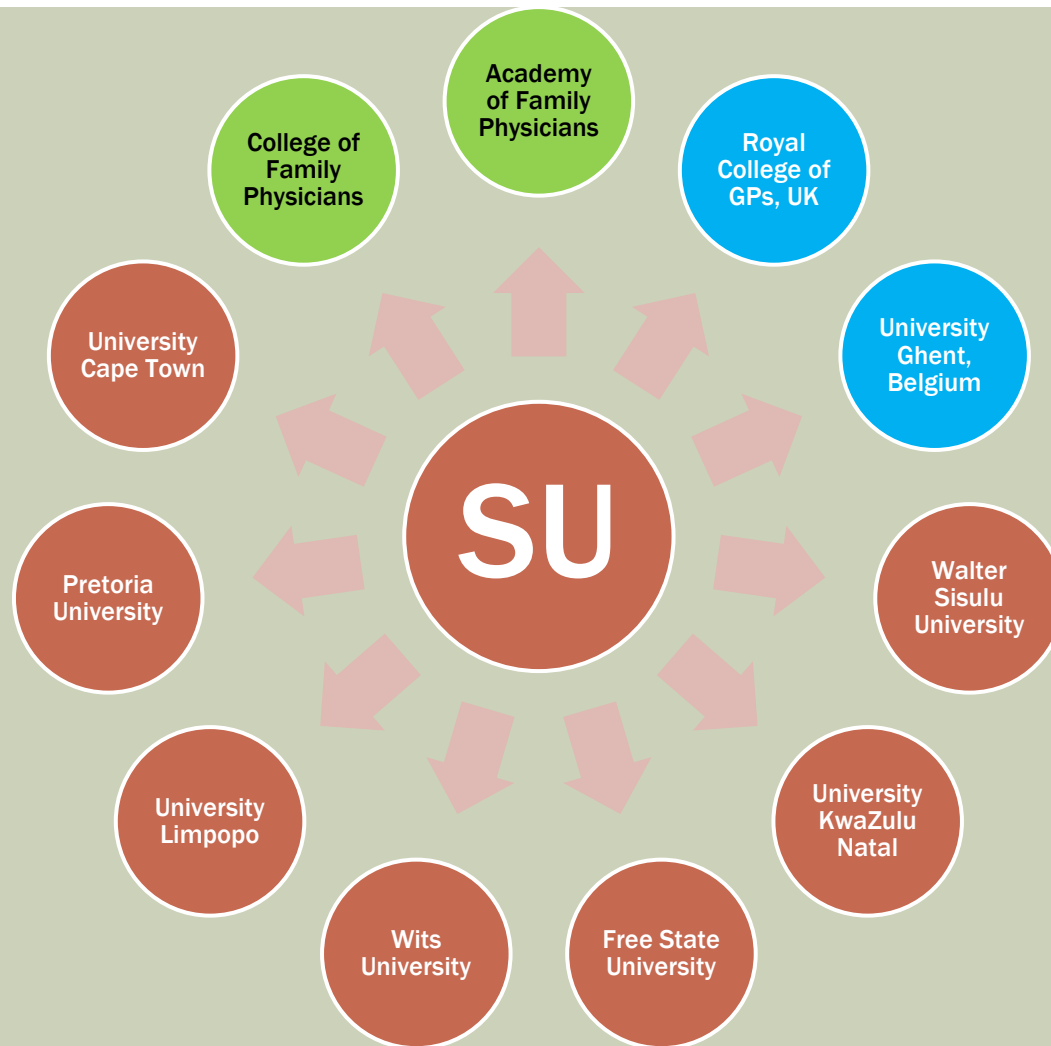 Academy
of Family
Physicians
Royal
College of
GPs, UK
University
Ghent,
Belgium
Walter
Sisulu
University
University
KwaZulu
Natal
Free State
University
Wits
University
University
Limpopo
Pretoria
University
University
Cape Town
College of
Family
Physicians
SU